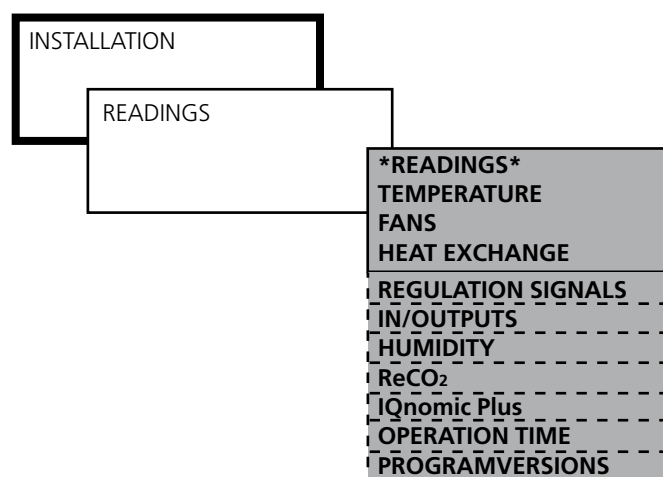 INSTALLATION
READINGS
*READINGS*
TEMPERATURE
FANS
HEAT EXCHANGE
REGULATION SIGNALS
IN/OUTPUTS
HUMIDITY
ReCO₂
IQnomic Plus
OPERATION TIME
PROGRAMVERSIONS